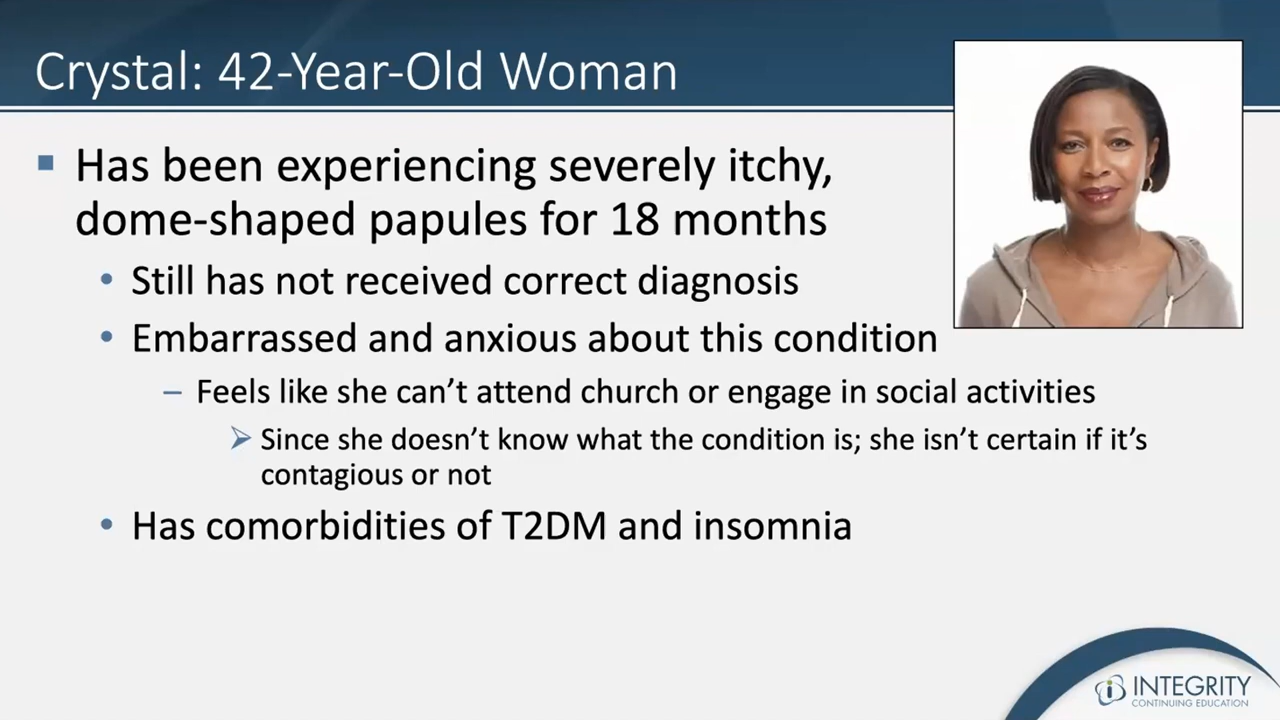 Crystal: 42-Year-Old Woman
Has been experiencing severely itchy,
dome-shaped papules for 18 months
Still has not received correct diagnosis
Embarrassed and anxious about this condition
Feels like she can’t attend church or engage in social activities
Since she doesn’t know what the condition is; she isn’t certain if it’s
contagious or not
Has comorbidities of T2DM and insomnia
INTEGRITY
CONTINUING EDUCATION